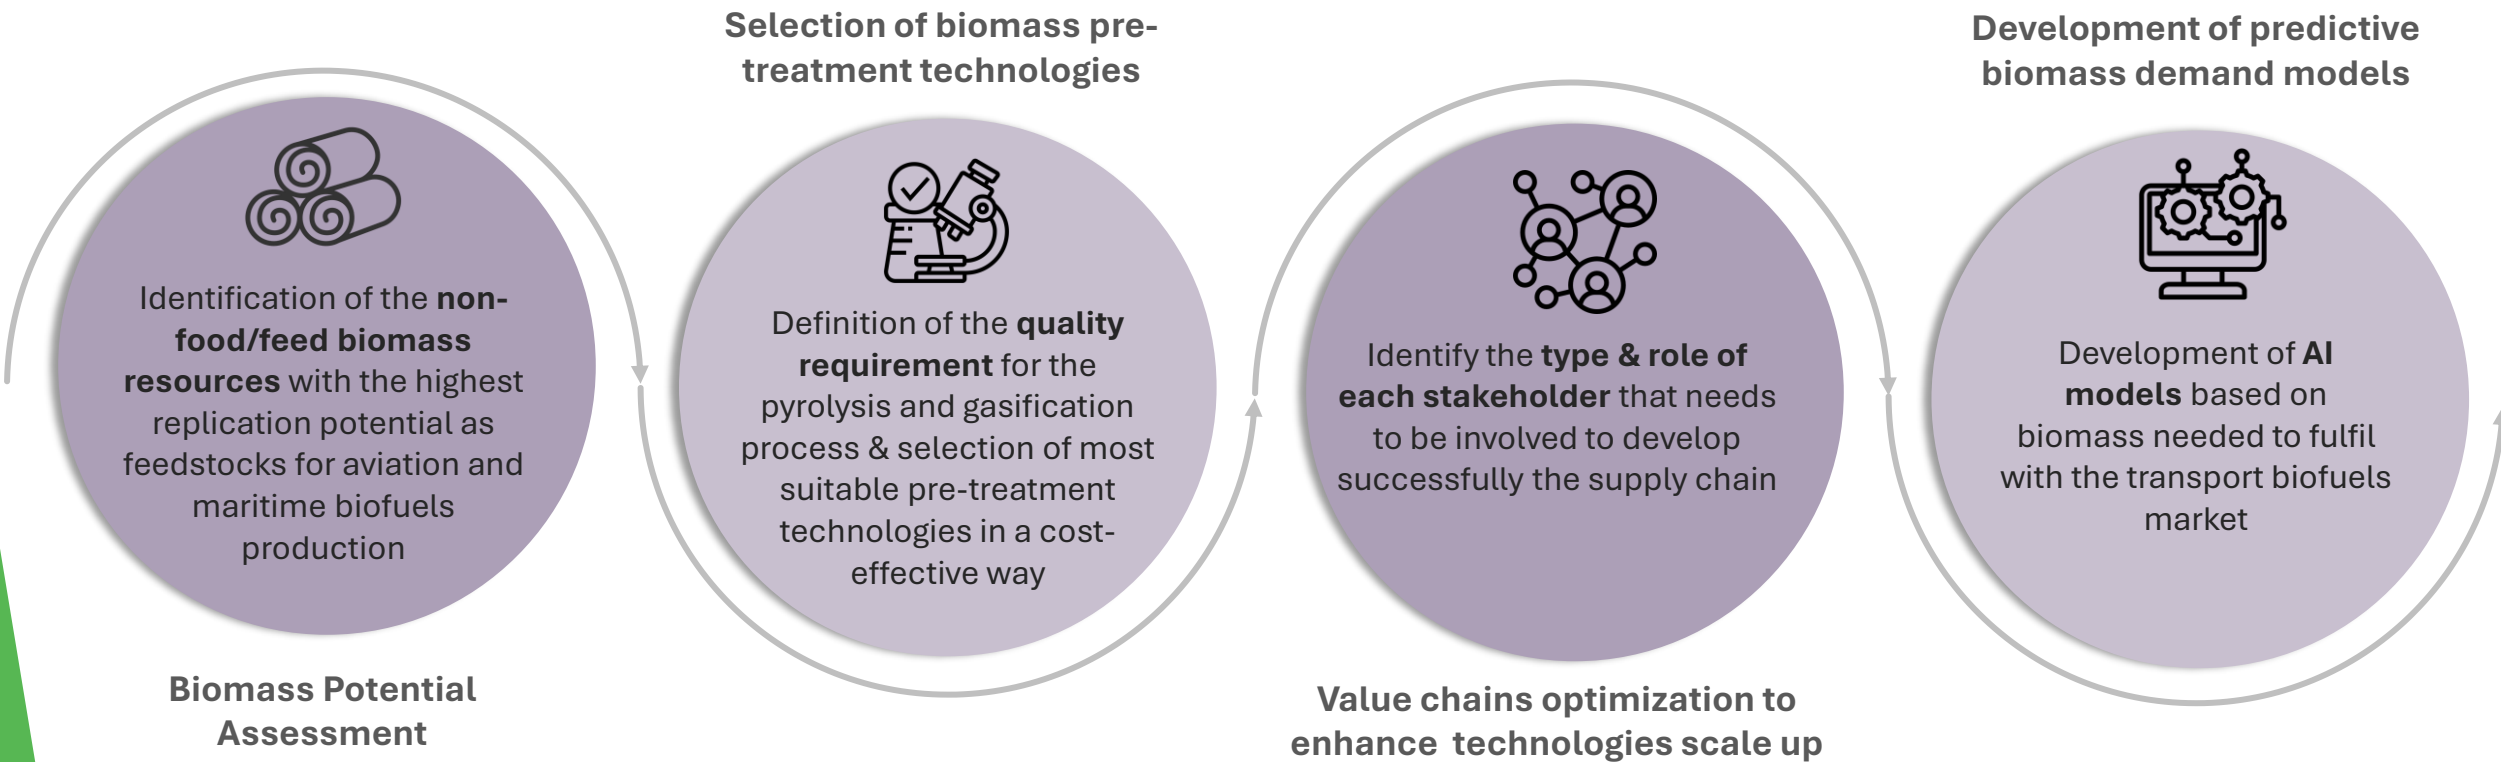 Identification of the non-
food/feed biomass
resources with the highest
replication potential as
feedstocks for aviation and
maritime biofuels
production
Biomass Potential
Assessment
Selection of biomass pre-
treatment technologies
Definition of the quality
requirement for the
pyrolysis and gasification
process & selection of most
suitable pre-treatment
technologies in a cost-
effective way
Identify the type & role of
each stakeholder that needs
to be involved to develop
successfully the supply chain
Value chains optimization to
enhance technologies scale up
Development of predictive
biomass demand models
Development of AI
models based on
biomass needed to fulfil
with the transport biofuels
market